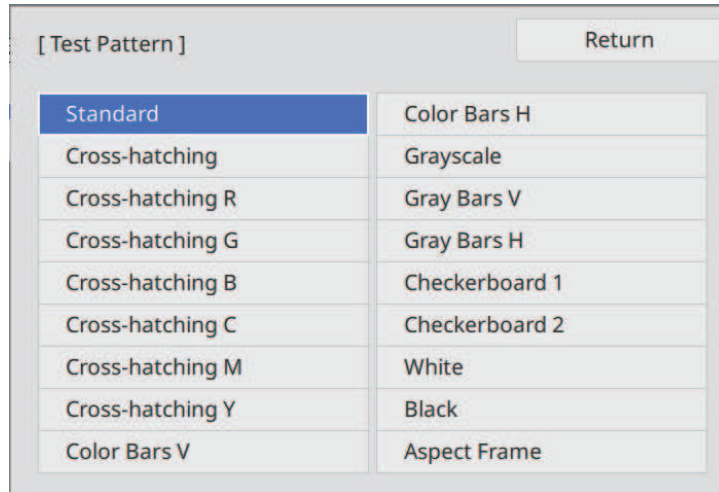 [ Test Pattern ]
Return
Standard
Cross-hatching
Cross-hatching R
Cross-hatching G
Cross-hatching B
Cross-hatching C
Cross-hatching M
Cross-hatching Y
Color Bars V
Color Bars H
Grayscale
Gray Bars V
Gray Bars H
Checkerboard 1
Checkerboard 2
White
Black
Aspect Frame